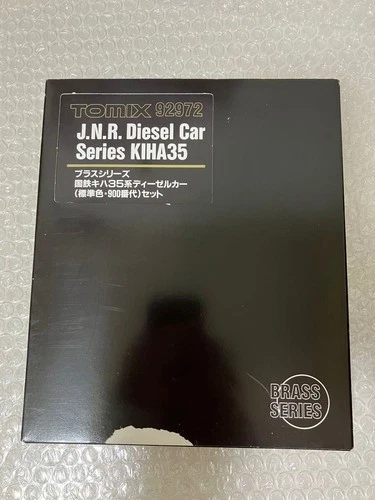 TOMIX 92972
J.N.R. Diesel Car
Series KIHA35
ブラスシリーズ
国鉄キハ35系ディーゼルカー
(標準色・900番代)セット
BRASS
SERIES